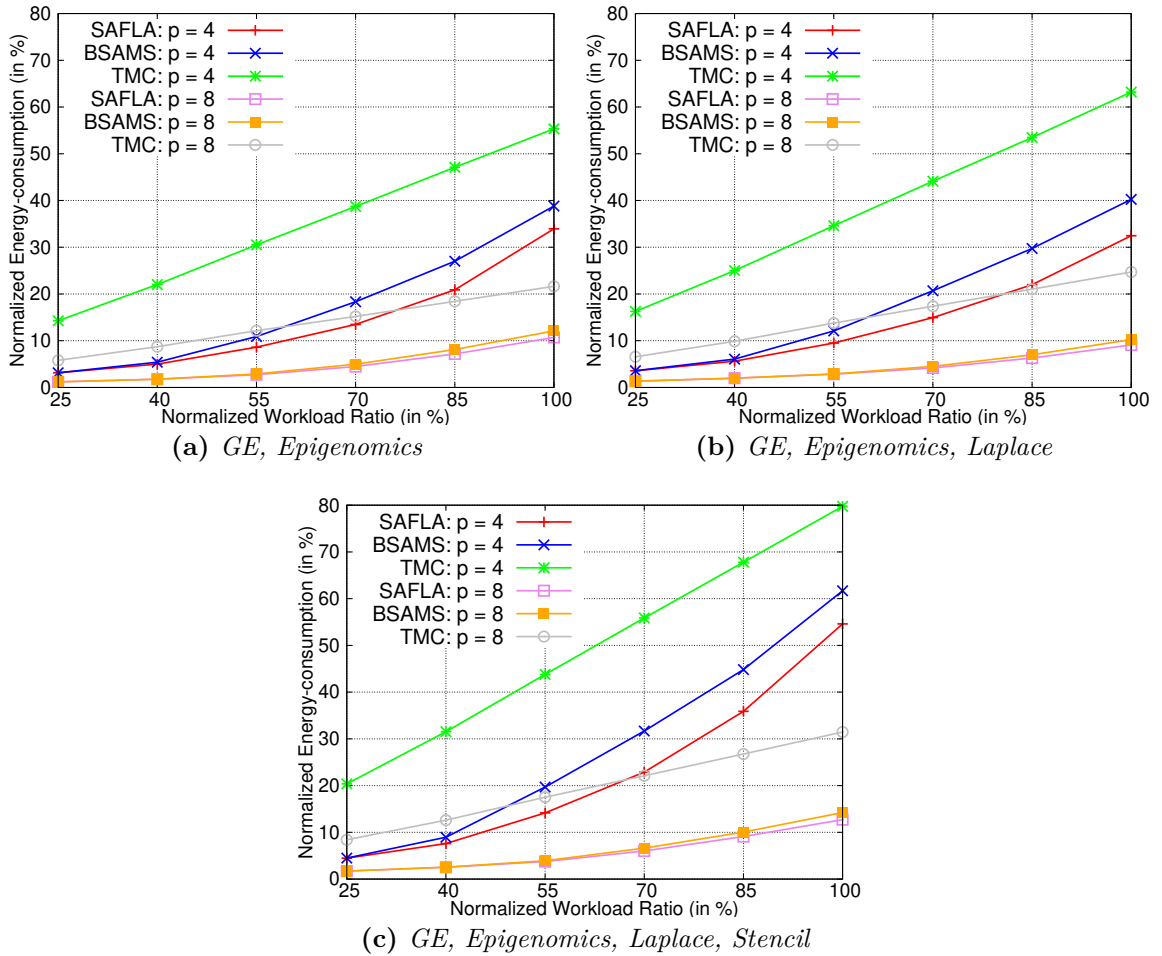 80
70
60
50
40
30
20
10
0
Normalized Energy-consumption (in %)
SAFLA: p = 4
BSAMS: p = 4
TMC: p = 4
SAFLA: p = 8
BSAMS: p = 8
TMC: p = 8
25 40 55 70 85 100
Normalized Workload Ratio (in %)
(a) GE, Epigenomics
80
70
60
50
40
30
20
10
0
Normalized Energy-consumption (in %)
SAFLA: p = 4
BSAMS: p = 4
TMC: p = 4
SAFLA: p = 8
BSAMS: p = 8
TMC: p = 8
25 40 55 70 85 100
Normalized Workload Ratio (in %)
(b) GE, Epigenomics, Laplace
80
70
60
50
40
30
20
10
0
Normalized Energy-consumption (in %)
SAFLA: p = 4
BSAMS: p = 4
TMC: p = 4
SAFLA: p = 8
BSAMS: p = 8
TMC: p = 8
25 40 55 70 85 100
Normalized Workload Ratio (in %)
(c) GE, Epigenomics, Laplace, Stencil